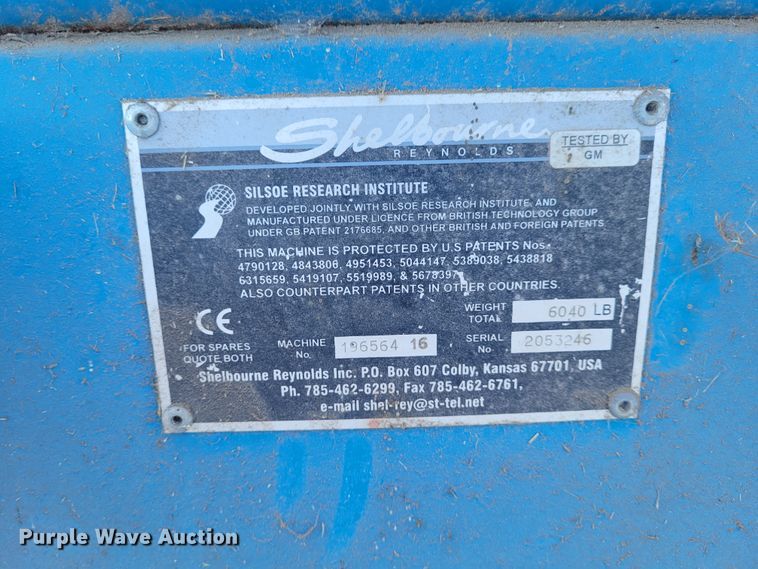 Shelbourne
REYNOLDS
TESTED BY
GM
SILSOE RESEARCH INSTITUTE
DEVELOPED JOINTLY WITH SILSOE RESEARCH INSTITUTE, AND
MANUFACTURED UNDER LICENCE FROM BRITISH TECHNOLOGY GROUP
UNDER GB.PATENT 2176685, AND OTHER BRITISH AND FOREIGN PATENTS
THIS MACHINE IS PROTECTED BY U.S PATENTS Nos.
4790128, 4843806, 4951453, 5044147, 5389038, 5438818
6315659, 5419107, 5519989, & 5678397
ALSO COUNTERPART PATENTS IN OTHER COUNTRIES.
WEIGHT TOTAL 6040 LB
CE
FOR SPARES QUOTE BOTH
MACHINE No. 196564 16
SERIAL No 2053246
Shelbourne Reynolds Inc. P.O. Box 607 Colby, Kansas 67701, USA
Ph. 785-462-6299, Fax 785-462-6761,
e-mail shel-rey@st-tel.net
Purple Wave Auction